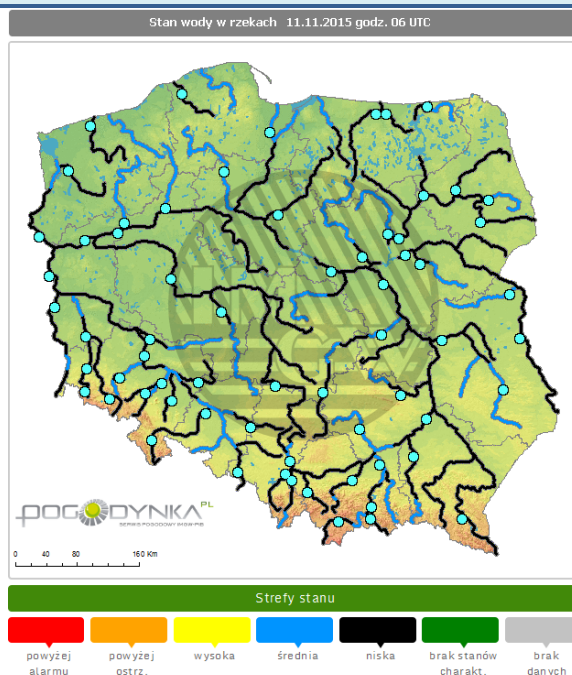 Stan wody w rzekach 11.11.2015 godz. 06 UTC
POGODYNKA.PL
SERWIS POGODOWY IMGW-PIB
0 40 80 160 Km
Strefy stanu
powyżej alarmu
powyżej ostrz.
wysoka
średnia
niska
brak stanów charakt.
brak danych